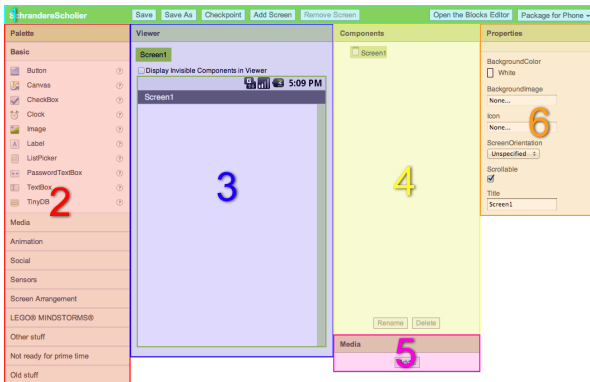 SchrandereScholier Save Save As Checkpoint Add Screen Remove Screen Open the Blocks Editor Package for Phone
Palette
Basic
Button
Canvas
CheckBox
Clock
Image
Label
ListPicker
PasswordTextBox
TextBox
TinyDB
2
Media
Animation
Social
Sensors
Screen Arrangement
LEGO® MINDSTORMS®
Other stuff
Not ready for prime time
Old stuff
Viewer
Screen1
Display Invisible Components in Viewer
5:09 PM
Screen1
3
Components
Screen1
4
Rename Delete
Media
5
Properties
BackgroundColor
White
BackgroundImage
None...
Icon
None...
6
ScreenOrientation
Unspecified
Scrollable
Title
Screen1